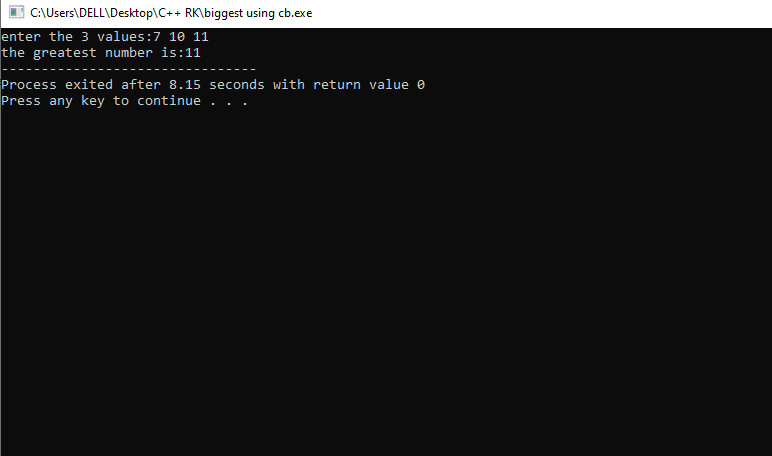 C:\Users\DELL\Desktop\C++ RK\biggest using cb.exe
enter the 3 values:7 10 11
the greatest number is:11
--------------------------------
Process exited after 8.15 seconds with return value 0
Press any key to continue . . .